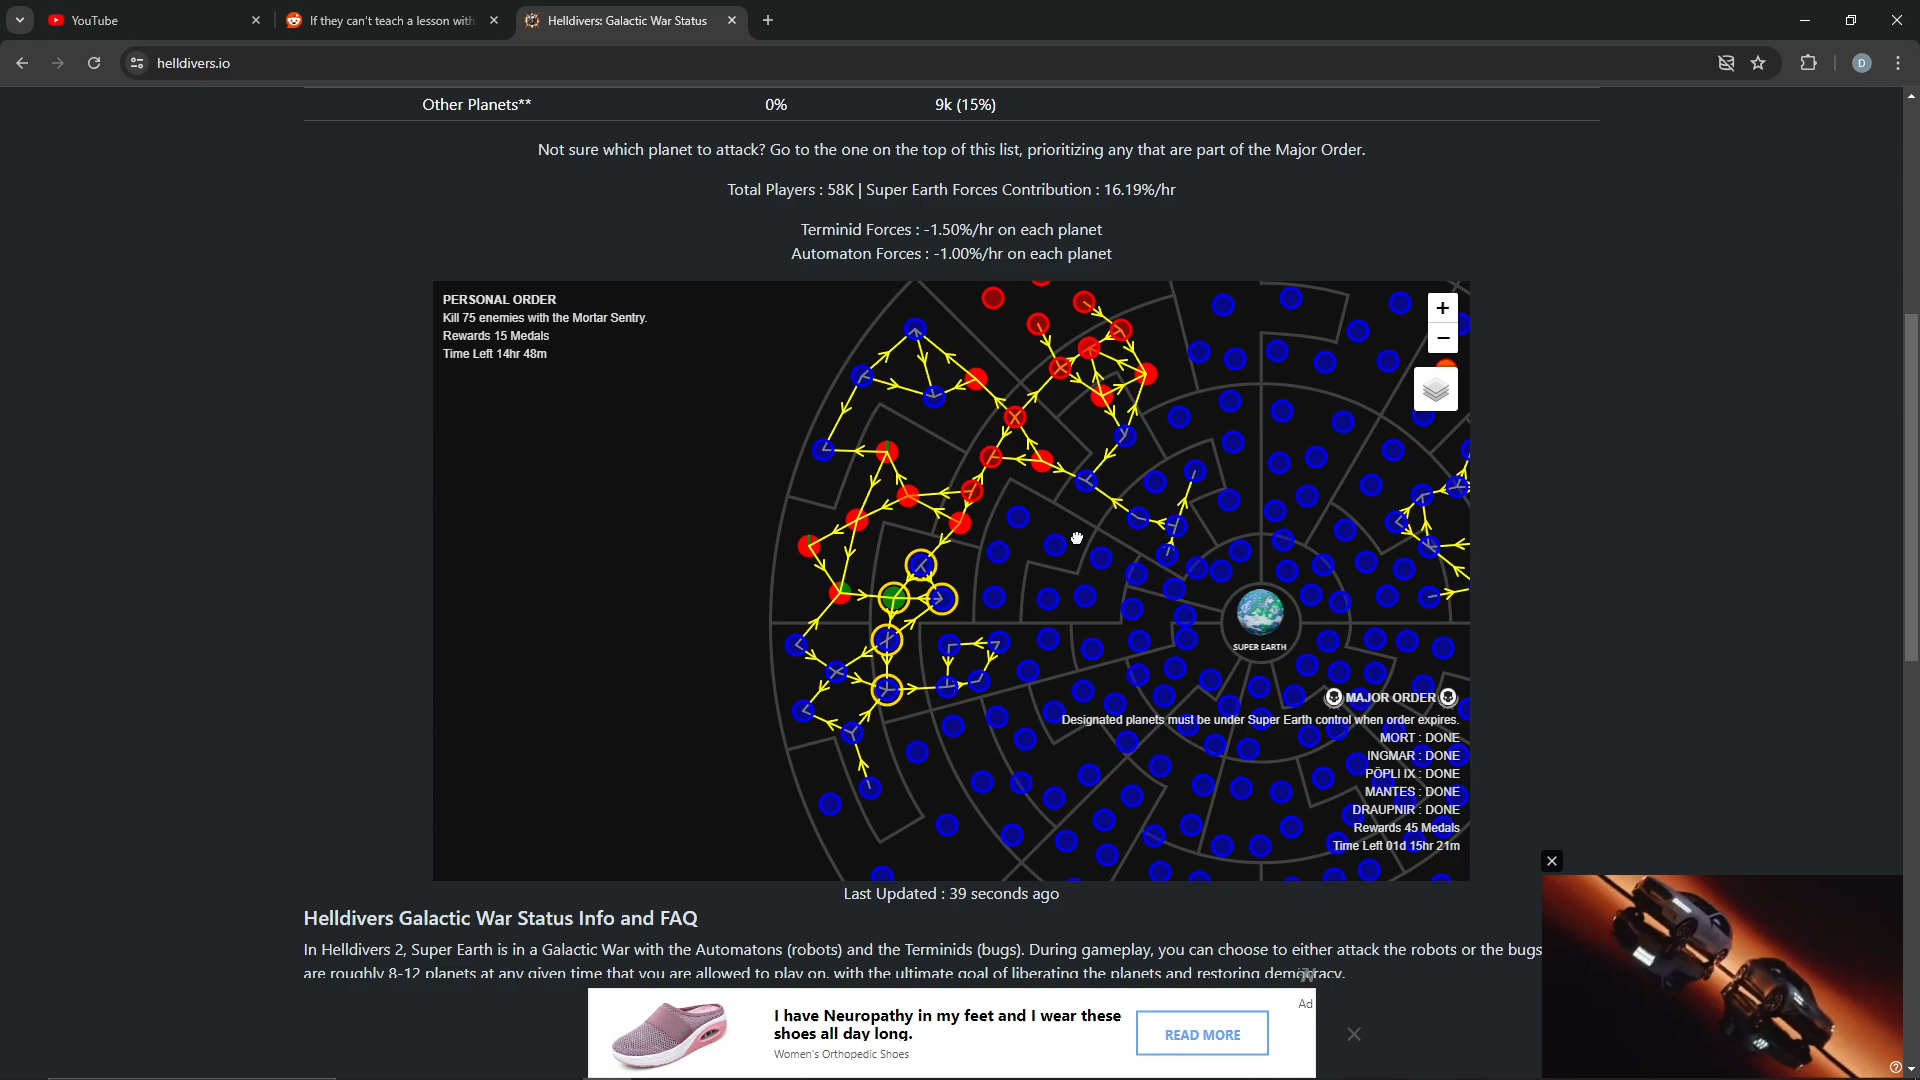 YouTube
If they can't teach a lesson with
Helldivers: Galactic War Status
helldivers.io
D
Other Planets** 0% 9k (15%)
Not sure which planet to attack? Go to the one on the top of this list, prioritizing any that are part of the Major Order.
Total Players : 58K | Super Earth Forces Contribution : 16.19%/hr
Terminid Forces : -1.50%/hr on each planet
Automaton Forces : -1.00%/hr on each planet
PERSONAL ORDER
Kill 75 enemies with the Mortar Sentry.
Rewards 15 Medals
Time Left 14hr 48m
+
−
SUPER EARTH
MAJOR ORDER
Designated planets must be under Super Earth control when order expires.
MORT : DONE
INGMAR : DONE
PÖPLI IX : DONE
MANTES : DONE
DRAUPNIR : DONE
Rewards 45 Medals
Time Left 01d 15hr 21m
Last Updated : 39 seconds ago
Helldivers Galactic War Status Info and FAQ
In Helldivers 2, Super Earth is in a Galactic War with the Automatons (robots) and the Terminids (bugs). During gameplay, you can choose to either attack the robots or the bugs
are roughly 8-12 planets at any given time that you are allowed to play on, with the ultimate goal of liberating the planets and restoring democracy.
I have Neuropathy in my feet and I wear these
shoes all day long.
Women's Orthopedic Shoes
READ MORE
Ad